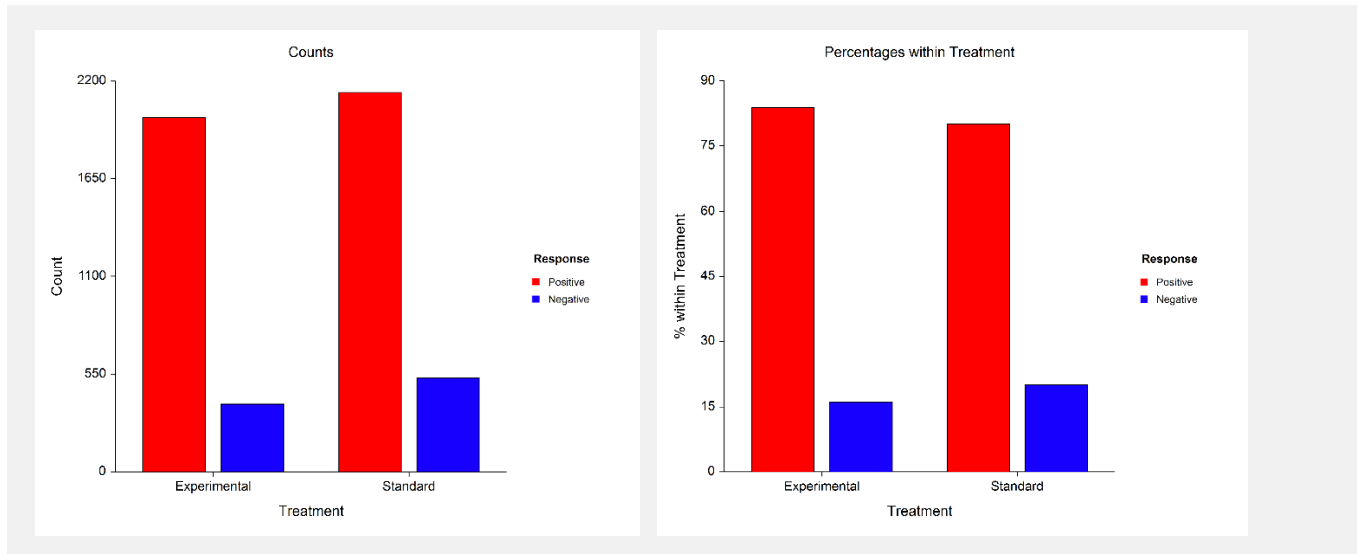 Counts
2200
1650
1100
550
0
Count
Experimental
Standard
Treatment
Response
Positive
Negative
Percentages within Treatment
90
75
60
45
30
15
0
% within Treatment
Experimental
Standard
Treatment
Response
Positive
Negative